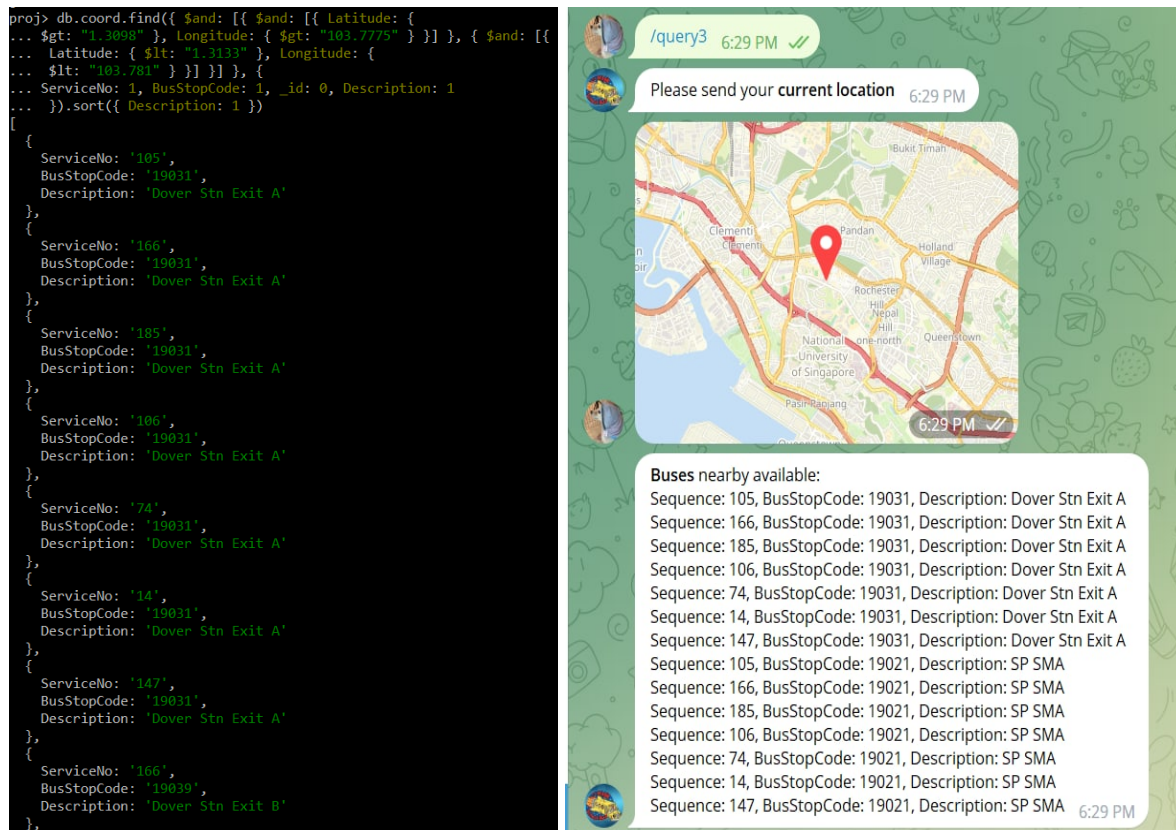 proj> db.coord.find({ $and: [{ $and: [{ Latitude: {
... $gt: "1.3098" }, Longitude: { $gt: "103.7775" } }] }, { $and: [{
...  Latitude: { $lt: "1.3133" }, Longitude: {
...  $lt: "103.781" } }] }] }, {
... ServiceNo: 1, BusStopCode: 1, _id: 0, Description: 1
...  }).sort({ Description: 1 })
[
{
ServiceNo: '105',
BusStopCode: '19031',
Description: 'Dover Stn Exit A'
},
{
ServiceNo: '166',
BusStopCode: '19031',
Description: 'Dover Stn Exit A'
},
{
ServiceNo: '185',
BusStopCode: '19031',
Description: 'Dover Stn Exit A'
},
{
ServiceNo: '106',
BusStopCode: '19031',
Description: 'Dover Stn Exit A'
},
{
ServiceNo: '74',
BusStopCode: '19031',
Description: 'Dover Stn Exit A'
},
{
ServiceNo: '14',
BusStopCode: '19031',
Description: 'Dover Stn Exit A'
},
{
ServiceNo: '147',
BusStopCode: '19031',
Description: 'Dover Stn Exit A'
},
{
ServiceNo: '166',
BusStopCode: '19039',
Description: 'Dover Stn Exit B'
},
/query3 6:29 PM
Please send your current location 6:29 PM
Bukit Timah
Clementi
Clementi
Pandan
Holland
Village
Rochester
Hill
Nepal
Hill
National
one-north
Queenstown
University
of Singapore
Pasir Panjang
6:29 PM
Buses nearby available:
Sequence: 105, BusStopCode: 19031, Description: Dover Stn Exit A
Sequence: 166, BusStopCode: 19031, Description: Dover Stn Exit A
Sequence: 185, BusStopCode: 19031, Description: Dover Stn Exit A
Sequence: 106, BusStopCode: 19031, Description: Dover Stn Exit A
Sequence: 74, BusStopCode: 19031, Description: Dover Stn Exit A
Sequence: 14, BusStopCode: 19031, Description: Dover Stn Exit A
Sequence: 147, BusStopCode: 19031, Description: Dover Stn Exit A
Sequence: 105, BusStopCode: 19021, Description: SP SMA
Sequence: 166, BusStopCode: 19021, Description: SP SMA
Sequence: 185, BusStopCode: 19021, Description: SP SMA
Sequence: 106, BusStopCode: 19021, Description: SP SMA
Sequence: 74, BusStopCode: 19021, Description: SP SMA
Sequence: 14, BusStopCode: 19021, Description: SP SMA
Sequence: 147, BusStopCode: 19021, Description: SP SMA 6:29 PM